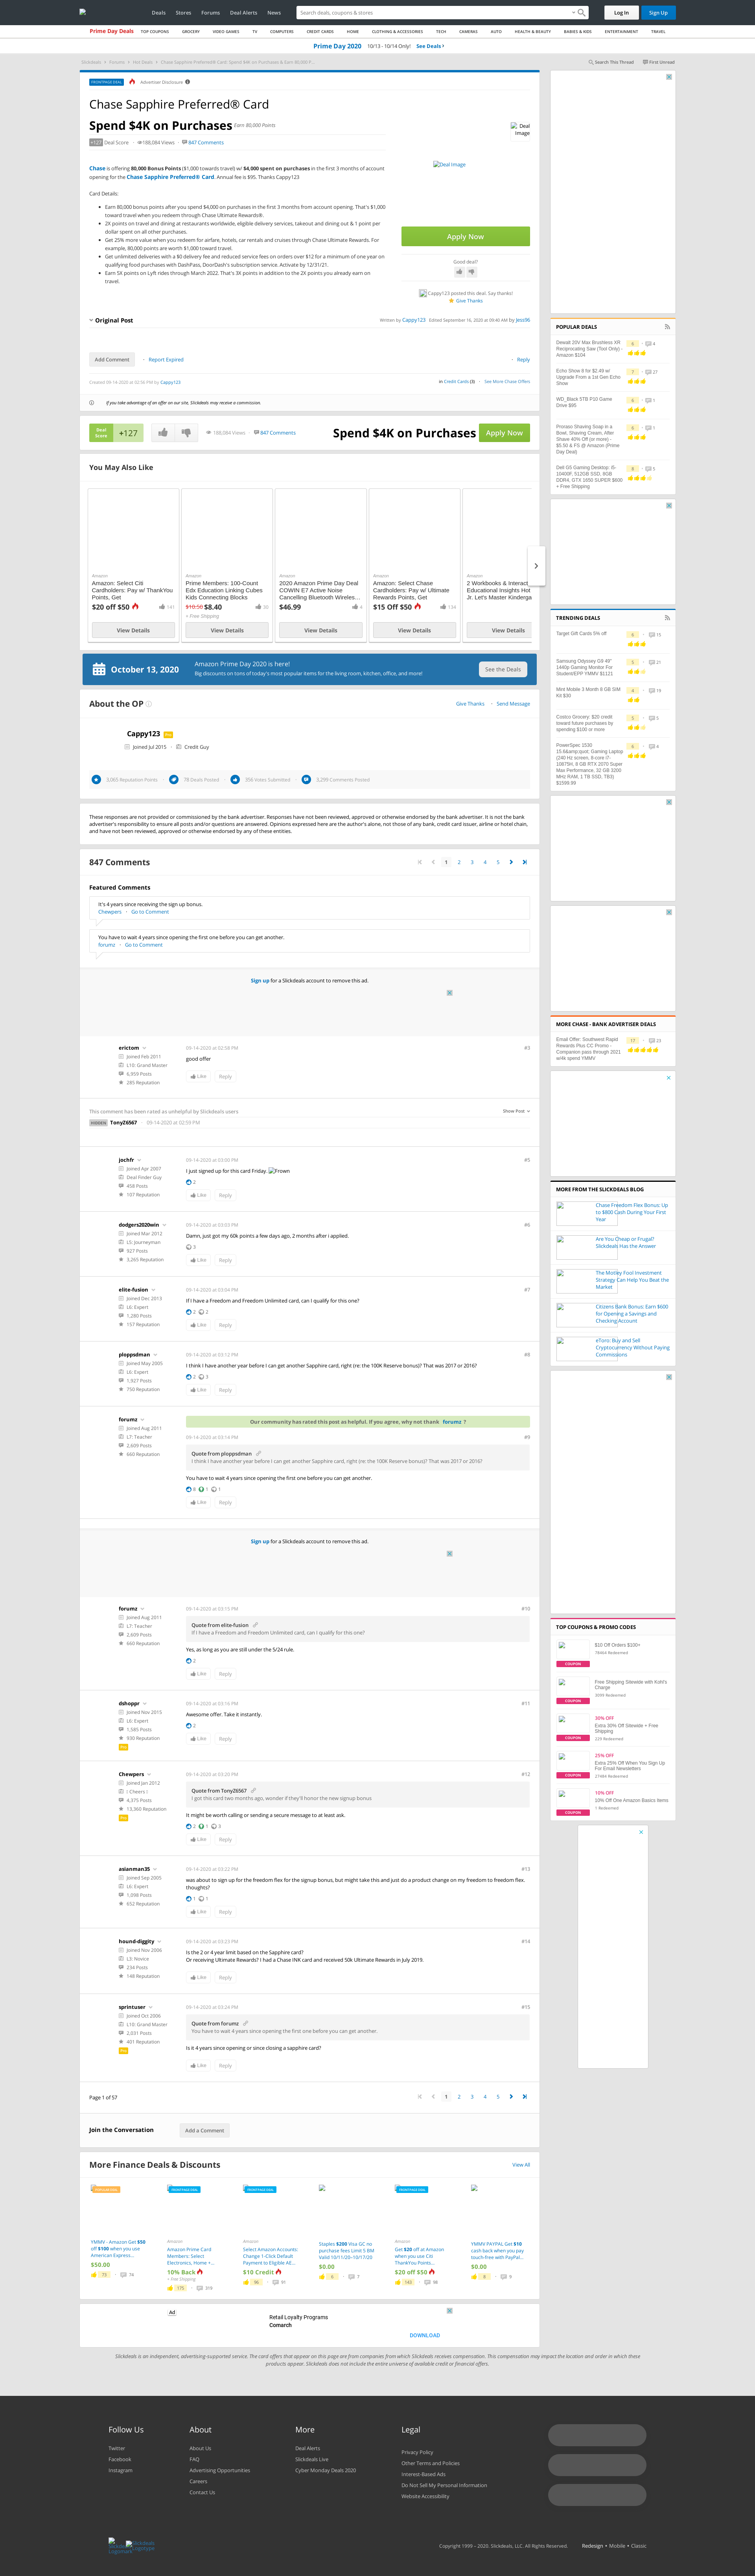 Deals Stores Forums Deal Alerts News
Search deals, coupons & stores
Log In Sign Up
Prime Day Deals TOP COUPONS GROCERY VIDEO GAMES TV COMPUTERS CREDIT CARDS HOME CLOTHING & ACCESSORIES TECH CAMERAS AUTO HEALTH & BEAUTY BABIES & KIDS ENTERTAINMENT TRAVEL
Prime Day 2020 10/13 - 10/14 Only! See Deals
Slickdeals Forums Hot Deals Chase Sapphire Preferred® Card: Spend $4K on Purchases & Earn 80,000 P...
Search This Thread First Unread
FRONTPAGE DEAL Advertiser Disclosure
Chase Sapphire Preferred® Card
Spend $4K on Purchases Earn 80,000 Points
+127 Deal Score 188,084 Views 847 Comments
Chase is offering 80,000 Bonus Points ($1,000 towards travel) w/ $4,000 spent on purchases in the first 3 months of account
opening for the Chase Sapphire Preferred® Card. Annual fee is $95. Thanks Cappy123
Card Details:
Earn 80,000 bonus points after you spend $4,000 on purchases in the first 3 months from account opening. That's $1,000
toward travel when you redeem through Chase Ultimate Rewards®.
2X points on travel and dining at restaurants worldwide, eligible delivery services, takeout and dining out & 1 point per
dollar spent on all other purchases.
Get 25% more value when you redeem for airfare, hotels, car rentals and cruises through Chase Ultimate Rewards. For
example, 80,000 points are worth $1,000 toward travel.
Get unlimited deliveries with a $0 delivery fee and reduced service fees on orders over $12 for a minimum of one year on
qualifying food purchases with DashPass, DoorDash's subscription service. Activate by 12/31/21.
Earn 5X points on Lyft rides through March 2022. That's 3X points in addition to the 2X points you already earn on
travel.
Deal Image
Deal Image
Apply Now
Good deal?
Cappy123 posted this deal. Say thanks!
Give Thanks
Original Post
Written by Cappy123 Edited September 16, 2020 at 09:40 AM by Jess96
Add Comment Report Expired Reply
Created 09-14-2020 at 02:56 PM by Cappy123
in Credit Cards (3) See More Chase Offers
If you take advantage of an offer on our site, Slickdeals may receive a commission.
Deal Score +127 188,084 Views 847 Comments
Spend $4K on Purchases Apply Now
You May Also Like
Amazon
Amazon: Select Citi Cardholders: Pay w/ ThankYou Points, Get
$20 off $50 141
View Details
Amazon
Prime Members: 100-Count Edx Education Linking Cubes Kids Connecting Blocks
$10.50 $8.40 30
+ Free Shipping
View Details
Amazon
2020 Amazon Prime Day Deal COWIN E7 Active Noise Cancelling Bluetooth Wireles…
$46.99 4
View Details
Amazon
Amazon: Select Chase Cardholders: Pay w/ Ultimate Rewards Points, Get
$15 Off $50 134
View Details
Amazon
2 Workbooks & Interact Educational Insights Hot Jr. Let's Master Kinderga
View Details
October 13, 2020
Amazon Prime Day 2020 is here!
Big discounts on tons of today's most popular items for the living room, kitchen, office, and more!
See the Deals
About the OP
Give Thanks Send Message
Cappy123 Pro
Joined Jul 2015 Credit Guy
3,065 Reputation Points 78 Deals Posted 356 Votes Submitted 3,299 Comments Posted
These responses are not provided or commissioned by the bank advertiser. Responses have not been reviewed, approved or otherwise endorsed by the bank advertiser. It is not the bank
advertiser's responsibility to ensure all posts and/or questions are answered. Opinions expressed here are the author's alone, not those of any bank, credit card issuer, airline or hotel chain,
and have not been reviewed, approved or otherwise endorsed by any of these entities.
847 Comments
1 2 3 4 5
Featured Comments
It's 4 years since receiving the sign up bonus.
Chewpers Go to Comment
You have to wait 4 years since opening the first one before you can get another.
forumz Go to Comment
Sign up for a Slickdeals account to remove this ad.
erictom
Joined Feb 2011
L10: Grand Master
6,959 Posts
285 Reputation
09-14-2020 at 02:58 PM #3
good offer
Like Reply
This comment has been rated as unhelpful by Slickdeals users Show Post
HIDDEN TonyZ6567 09-14-2020 at 02:59 PM
jochfr
Joined Apr 2007
Deal Finder Guy
458 Posts
107 Reputation
09-14-2020 at 03:00 PM #5
I just signed up for this card Friday. Frown
2
Like Reply
dodgers2020win
Joined Mar 2012
L5: Journeyman
927 Posts
3,265 Reputation
09-14-2020 at 03:03 PM #6
Damn, just got my 60k points a few days ago, 2 months after i applied.
3
Like Reply
elite-fusion
Joined Dec 2013
L6: Expert
1,280 Posts
157 Reputation
09-14-2020 at 03:04 PM #7
If I have a Freedom and Freedom Unlimited card, can I qualify for this one?
2 2
Like Reply
ploppsdman
Joined May 2005
L6: Expert
1,927 Posts
750 Reputation
09-14-2020 at 03:12 PM #8
I think I have another year before I can get another Sapphire card, right (re: the 100K Reserve bonus)? That was 2017 or 2016?
2 3
Like Reply
forumz
Joined Aug 2011
L7: Teacher
2,609 Posts
660 Reputation
Our community has rated this post as helpful. If you agree, why not thank forumz ?
09-14-2020 at 03:14 PM #9
Quote from ploppsdman
I think I have another year before I can get another Sapphire card, right (re: the 100K Reserve bonus)? That was 2017 or 2016?
You have to wait 4 years since opening the first one before you can get another.
8 1 1
Like Reply
Sign up for a Slickdeals account to remove this ad.
forumz
Joined Aug 2011
L7: Teacher
2,609 Posts
660 Reputation
09-14-2020 at 03:15 PM #10
Quote from elite-fusion
If I have a Freedom and Freedom Unlimited card, can I qualify for this one?
Yes, as long as you are still under the 5/24 rule.
2
Like Reply
dshoppr
Joined Nov 2015
L6: Expert
1,585 Posts
930 Reputation
Pro
09-14-2020 at 03:16 PM #11
Awesome offer. Take it instantly.
2
Like Reply
Chewpers
Joined Jan 2012
! Cheers !
4,375 Posts
13,360 Reputation
Pro
09-14-2020 at 03:20 PM #12
Quote from TonyZ6567
I got this card two months ago, wonder if they'll honor the new signup bonus
It might be worth calling or sending a secure message to at least ask.
2 1 3
Like Reply
asianman35
Joined Sep 2005
L6: Expert
1,098 Posts
652 Reputation
09-14-2020 at 03:22 PM #13
was about to sign up for the freedom flex for the signup bonus, but might take this and just do a product change on my freedom to freedom flex.
thoughts?
1 1
Like Reply
hound-diggity
Joined Nov 2006
L3: Novice
234 Posts
148 Reputation
09-14-2020 at 03:23 PM #14
Is the 2 or 4 year limit based on the Sapphire card?
Or receiving Ultimate Rewards? I had a Chase INK card and received 50k Ultimate Rewards in July 2019.
Like Reply
sprintuser
Joined Oct 2006
L10: Grand Master
2,031 Posts
401 Reputation
Pro
09-14-2020 at 03:24 PM #15
Quote from forumz
You have to wait 4 years since opening the first one before you can get another.
Is it 4 years since opening or since closing a sapphire card?
Like Reply
Page 1 of 57
1 2 3 4 5
Join the Conversation Add a Comment
More Finance Deals & Discounts View All
POPULAR DEAL
YMMV - Amazon Get $50 off $100 when you use American Express...
$50.00
73 74
FRONTPAGE DEAL
Amazon
Amazon Prime Card Members: Select Electronics, Home +...
10% Back
+ Free Shipping
175 319
FRONTPAGE DEAL
Amazon
Select Amazon Accounts: Change 1-Click Default Payment to Eligible AE...
$10 Credit
96 91
Staples $200 Visa GC no purchase fees Limit 5 BM Valid 10/11/20–10/17/20
$0.00
6 7
FRONTPAGE DEAL
Amazon
Get $20 off at Amazon when you use Citi ThankYou Points...
$20 off $50
143 98
YMMV PAYPAL Get $10 cash back when you pay touch-free with PayPal...
$0.00
8 9
Ad
Retail Loyalty Programs
Comarch
DOWNLOAD
Slickdeals is an independent, advertising-supported service. The card offers that appear on this page are from companies from which Slickdeals receives compensation. This compensation may impact the location and order in which these
products appear. Slickdeals does not include the entire universe of available credit or financial offers.
POPULAR DEALS
Dewalt 20V Max Brushless XR Reciprocating Saw (Tool Only) - Amazon $104
6 4
Echo Show 8 for $2.49 w/ Upgrade From a 1st Gen Echo Show
7 27
WD_Black 5TB P10 Game Drive $95
6 1
Proraso Shaving Soap in a Bowl, Shaving Cream, After Shave 40% Off (or more) - $5.50 & FS @ Amazon (Prime Day Deal)
6 1
Dell G5 Gaming Desktop: i5-10400F, 512GB SSD, 8GB DDR4, GTX 1650 SUPER $600 + Free Shipping
8 5
TRENDING DEALS
Target Gift Cards 5% off
6 15
Samsung Odyssey G9 49" 1440p Gaming Monitor For Student/EPP YMMV $1121
5 21
Mint Mobile 3 Month 8 GB SIM Kit $30
4 19
Costco Grocery: $20 credit toward future purchases by spending $100 or more
5 5
PowerSpec 1530 15.6&ampquot; Gaming Laptop (240 Hz screen, 8-core i7-10875H, 8 GB RTX 2070 Super Max Performance, 32 GB 3200 MHz RAM, 1 TB SSD, TB3) $1599.99
6 4
MORE CHASE - BANK ADVERTISER DEALS
Email Offer: Southwest Rapid Rewards Plus CC Promo - Companion pass through 2021 w/4k spend YMMV
17 23
MORE FROM THE SLICKDEALS BLOG
Chase Freedom Flex Bonus: Up to $800 Cash During Your First Year
Are You Cheap or Frugal? Slickdeals Has the Answer
The Motley Fool Investment Strategy Can Help You Beat the Market
Citizens Bank Bonus: Earn $600 for Opening a Savings and Checking Account
eToro: Buy and Sell Cryptocurrency Without Paying Commissions
TOP COUPONS & PROMO CODES
$10 Off Orders $100+
78464 Redeemed
COUPON
Free Shipping Sitewide with Kohl's Charge
3099 Redeemed
COUPON
30% OFF
Extra 30% Off Sitewide + Free Shipping
229 Redeemed
COUPON
25% OFF
Extra 25% Off When You Sign Up For Email Newsletters
27484 Redeemed
COUPON
10% OFF
10% Off One Amazon Basics Items
1 Redeemed
COUPON
Follow Us
Twitter
Facebook
Instagram
About
About Us
FAQ
Advertising Opportunities
Careers
Contact Us
More
Deal Alerts
Slickdeals Live
Cyber Monday Deals 2020
Legal
Privacy Policy
Other Terms and Policies
Interest-Based Ads
Do Not Sell My Personal Information
Website Accessibility
Slickdeals Logomark
Slickdeals Logotype
Copyright 1999 – 2020. Slickdeals, LLC. All Rights Reserved. Redesign • Mobile • Classic